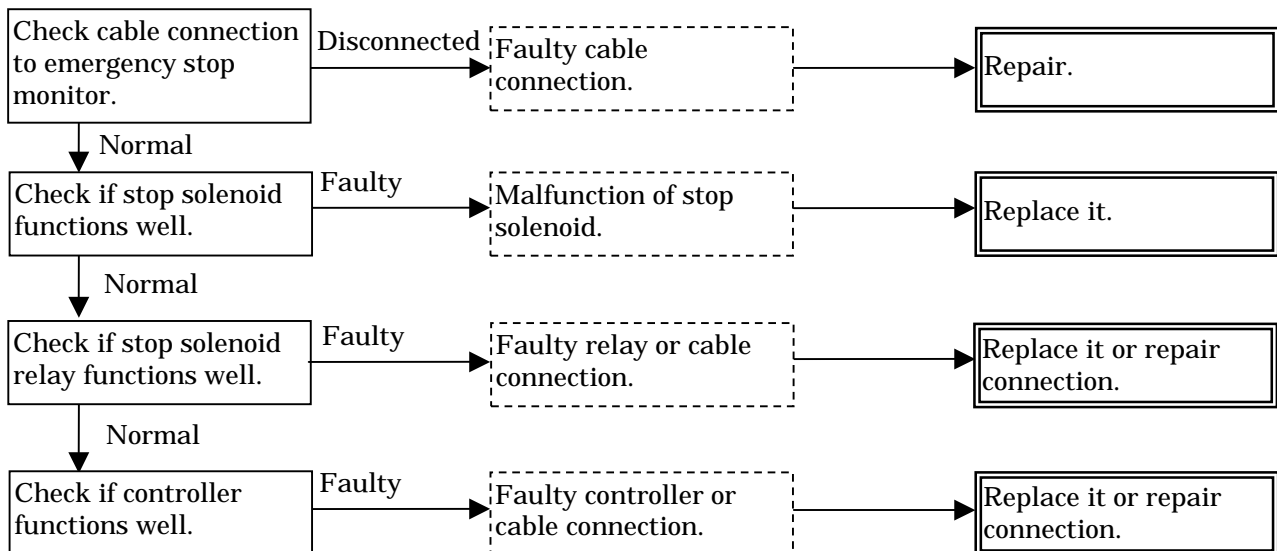 Check cable connection
to emergency stop
monitor.
Disconnected
Faulty cable
connection.
Repair.
Normal
Check if stop solenoid
functions well.
Faulty
Malfunction of stop
solenoid.
Replace it.
Normal
Check if stop solenoid
relay functions well.
Faulty
Faulty relay or cable
connection.
Replace it or repair
connection.
Normal
Check if controller
functions well.
Faulty
Faulty controller or
cable connection.
Replace it or repair
connection.